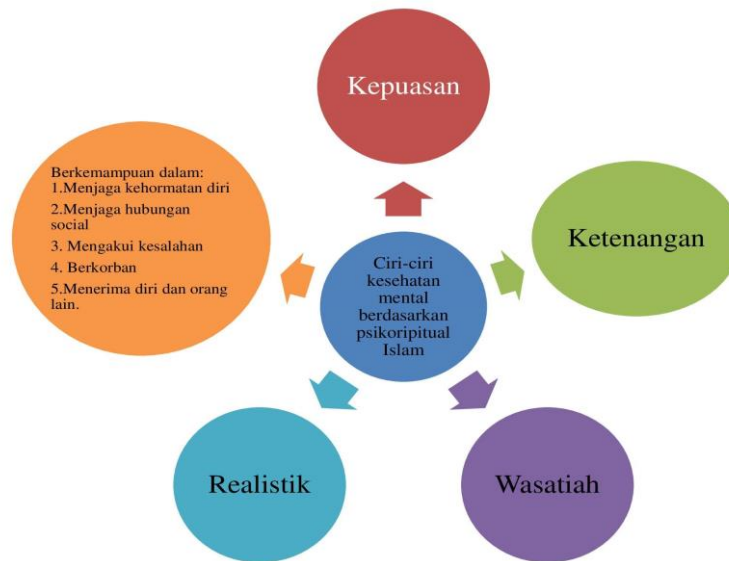 Kepuasan
Berkemampuan dalam:
1.Menjaga kehormatan diri
2.Menjaga hubungan
social
3. Mengakui kesalahan
4. Berkorban
5.Menerima diri dan orang
lain.
Ketenangan
Ciri-ciri
kesehatan
mental
berdasarkan
psikoripitual
Islam
Realistik
Wasatiah